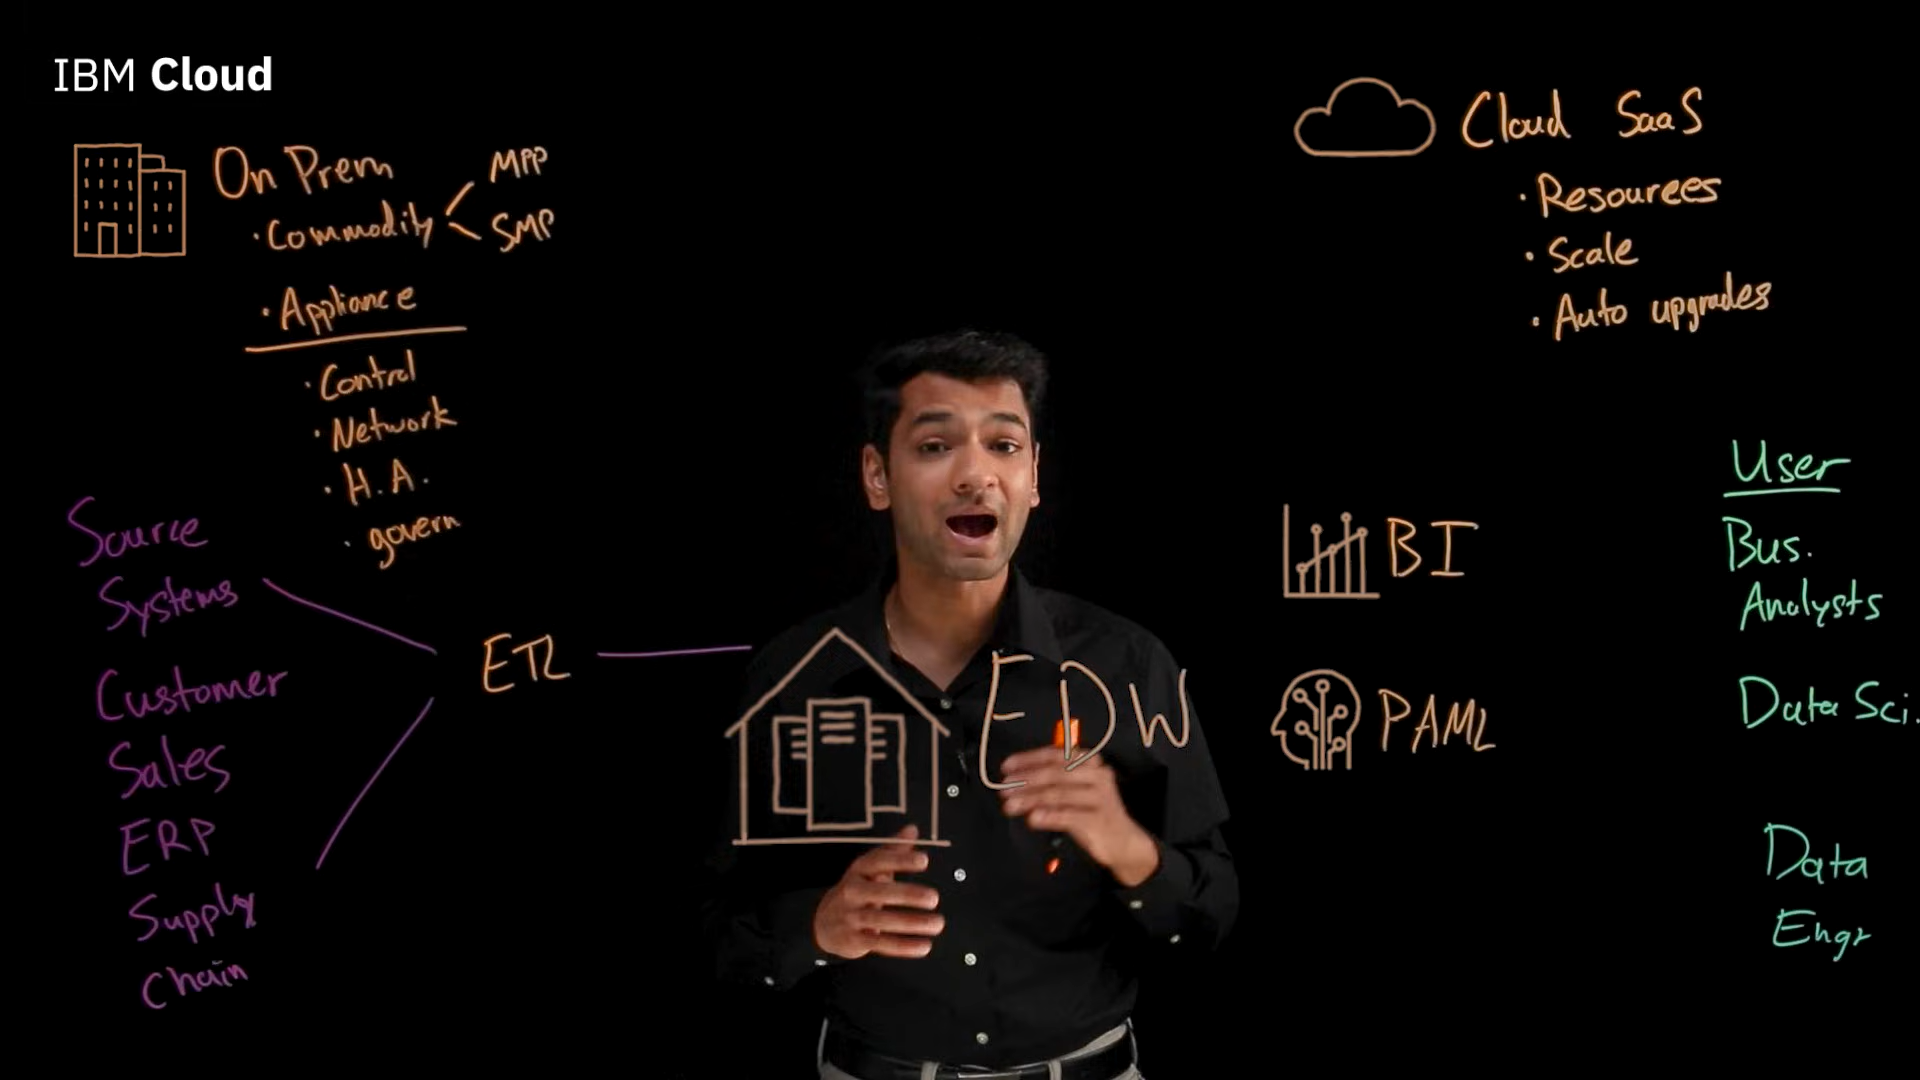 IBM Cloud
On Prem
· Commodity
MPP
SMP
· Appliance
· Control
· Network
· H.A.
· govern
Source
Systems
Customer
Sales
ERP
Supply
Chain
ETL
EDW
Cloud SaaS
· Resources
· Scale
· Auto upgrades
BI
PAML
User
Bus.
Analysts
Data Sci.
Data
Engr